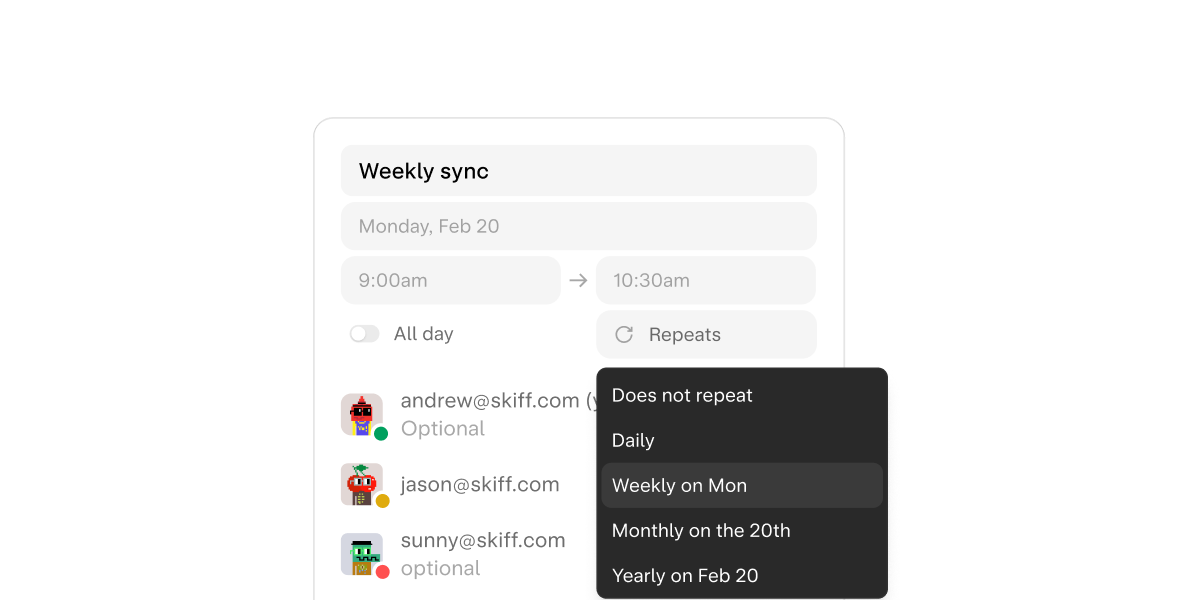 Weekly sync
Monday, Feb 20
9:00am → 10:30am
All day
Repeats
andrew@skiff.com (y
Optional
jason@skiff.com
sunny@skiff.com
optional
Does not repeat
Daily
Weekly on Mon
Monthly on the 20th
Yearly on Feb 20